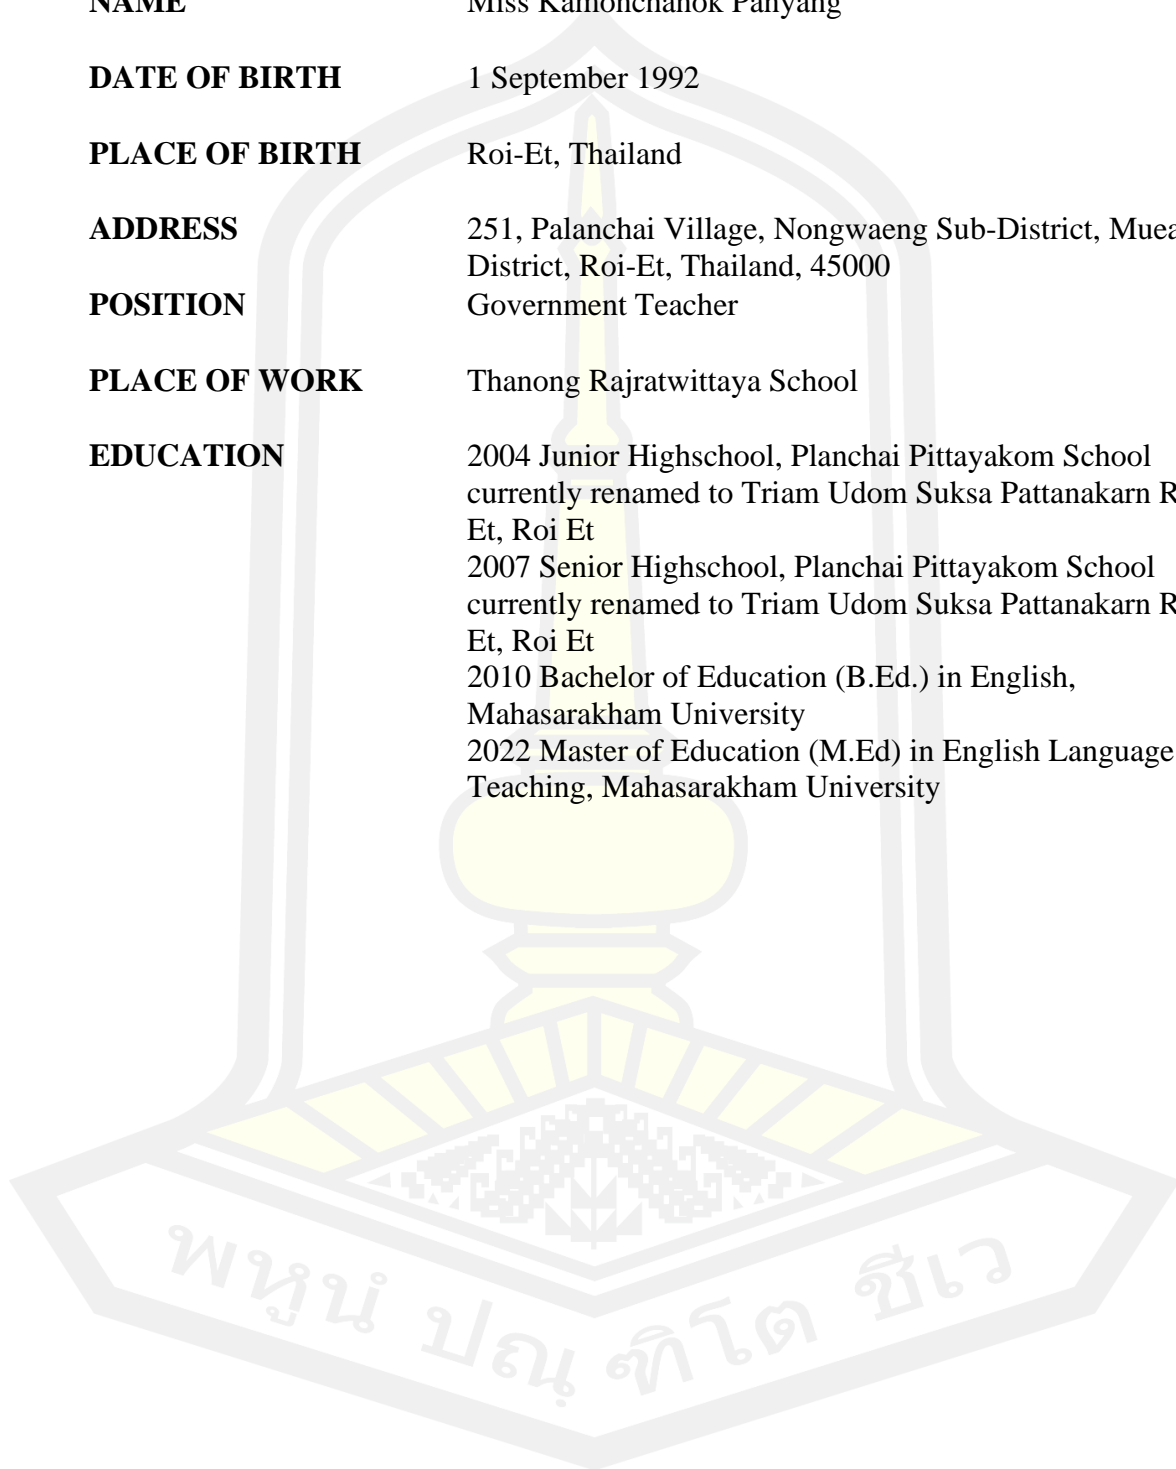 NAME Miss Kamonchanok Panyang
DATE OF BIRTH 1 September 1992
PLACE OF BIRTH Roi-Et, Thailand
ADDRESS 251, Palanchai Village, Nongwaeng Sub-District, Muea
District, Roi-Et, Thailand, 45000
POSITION Government Teacher
PLACE OF WORK Thanong Rajratwittaya School
EDUCATION 2004 Junior Highschool, Planchai Pittayakom School
currently renamed to Triam Udom Suksa Pattanakarn R
Et, Roi Et
2007 Senior Highschool, Planchai Pittayakom School
currently renamed to Triam Udom Suksa Pattanakarn R
Et, Roi Et
2010 Bachelor of Education (B.Ed.) in English,
Mahasarakham University
2022 Master of Education (M.Ed) in English Language
Teaching, Mahasarakham University
พหูนํ ปณฺฑิโต ชีเว